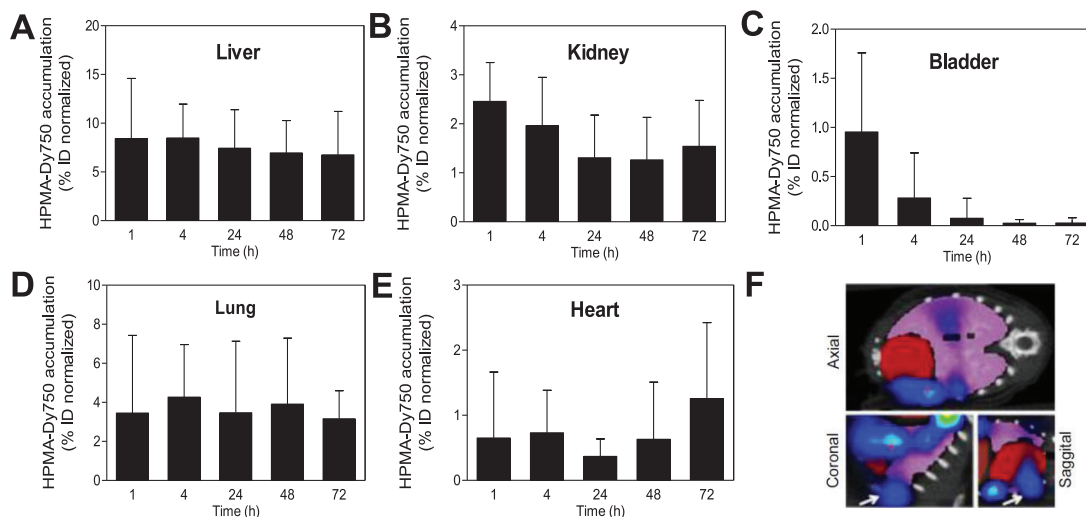 A
HPMA-Dy750 accumulation
(% ID normalized)
20
15
10
5
0
Liver
1 4 24 48 72
Time (h)
B
HPMA-Dy750 accumulation
(% ID normalized)
4
3
2
1
0
Kidney
1 4 24 48 72
Time (h)
C
HPMA-Dy750 accumulation
(% ID normalized)
2.0
1.5
1.0
0.5
0.0
Bladder
1 4 24 48 72
Time (h)
D
HPMA-Dy750 accumulation
(% ID normalized)
10
8
6
4
2
0
Lung
1 4 24 48 72
Time (h)
E
HPMA-Dy750 accumulation
(% ID normalized)
3
2
1
0
Heart
1 4 24 48 72
Time (h)
F
Axial
Coronal
Saggital